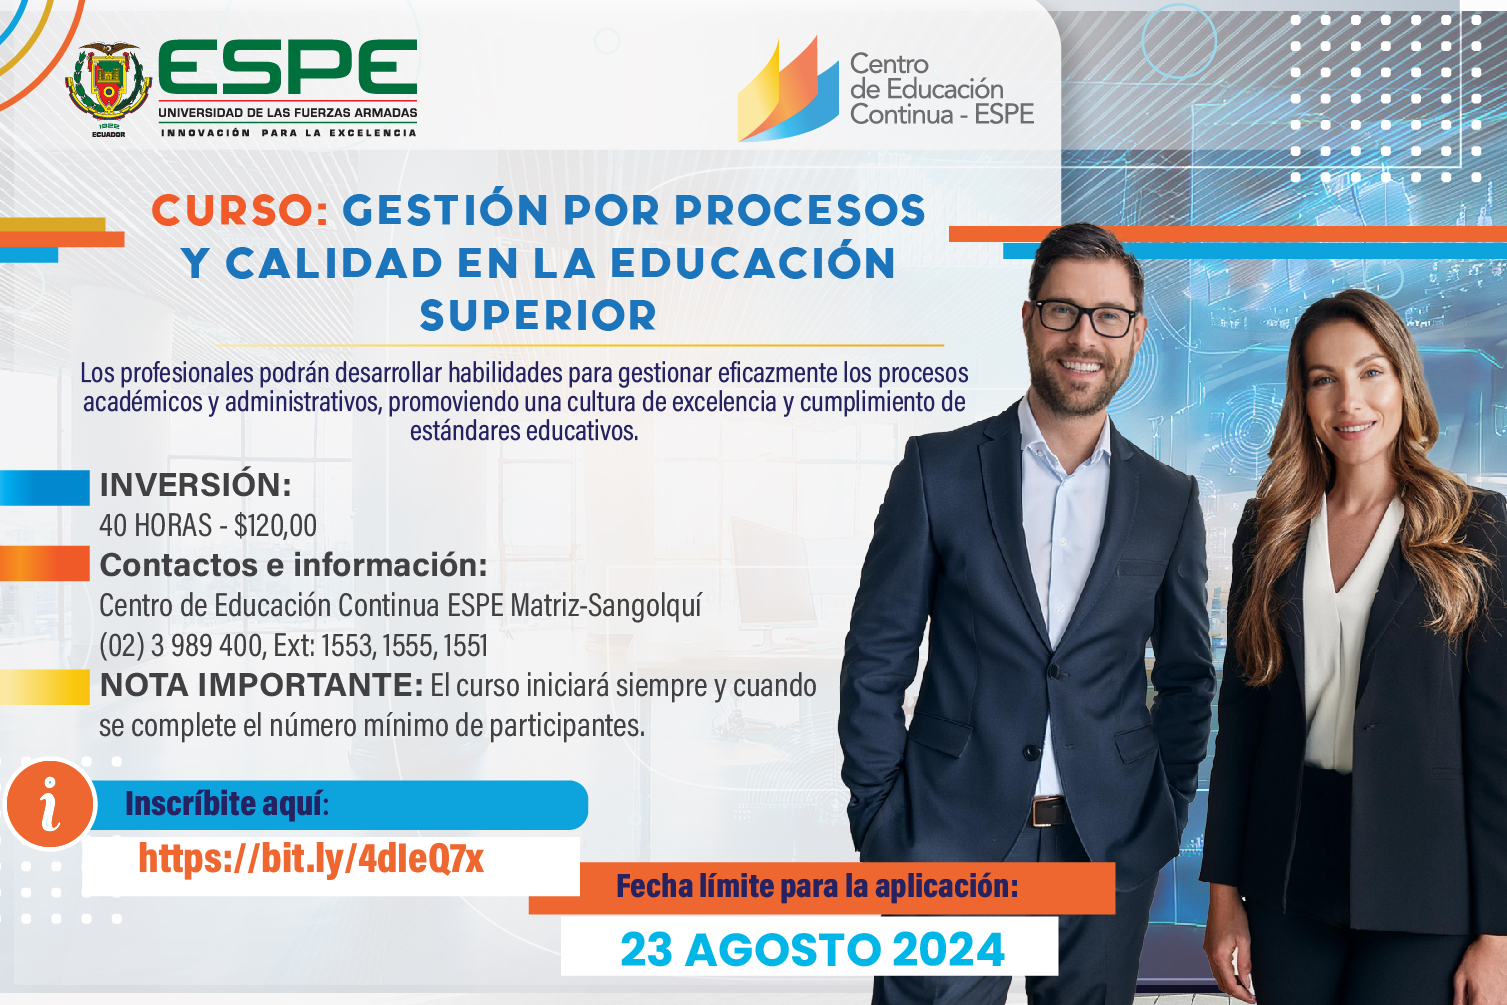 ESPE
UNIVERSIDAD DE LAS FUERZAS ARMADAS
INNOVACIÓN PARA LA EXCELENCIA
1922
ECUADOR
Centro
de Educación
Continua - ESPE
CURSO: GESTIÓN POR PROCESOS
Y CALIDAD EN LA EDUCACIÓN
SUPERIOR
Los profesionales podrán desarrollar habilidades para gestionar eficazmente los procesos
académicos y administrativos, promoviendo una cultura de excelencia y cumplimiento de
estándares educativos.
INVERSIÓN:
40 HORAS - $120,00
Contactos e información:
Centro de Educación Continua ESPE Matriz-Sangolquí
(02) 3 989 400, Ext: 1553, 1555, 1551
NOTA IMPORTANTE: El curso iniciará siempre y cuando
se complete el número mínimo de participantes.
i
Inscríbite aquí:
https://bit.ly/4dIeQ7x
Fecha límite para la aplicación:
23 AGOSTO 2024